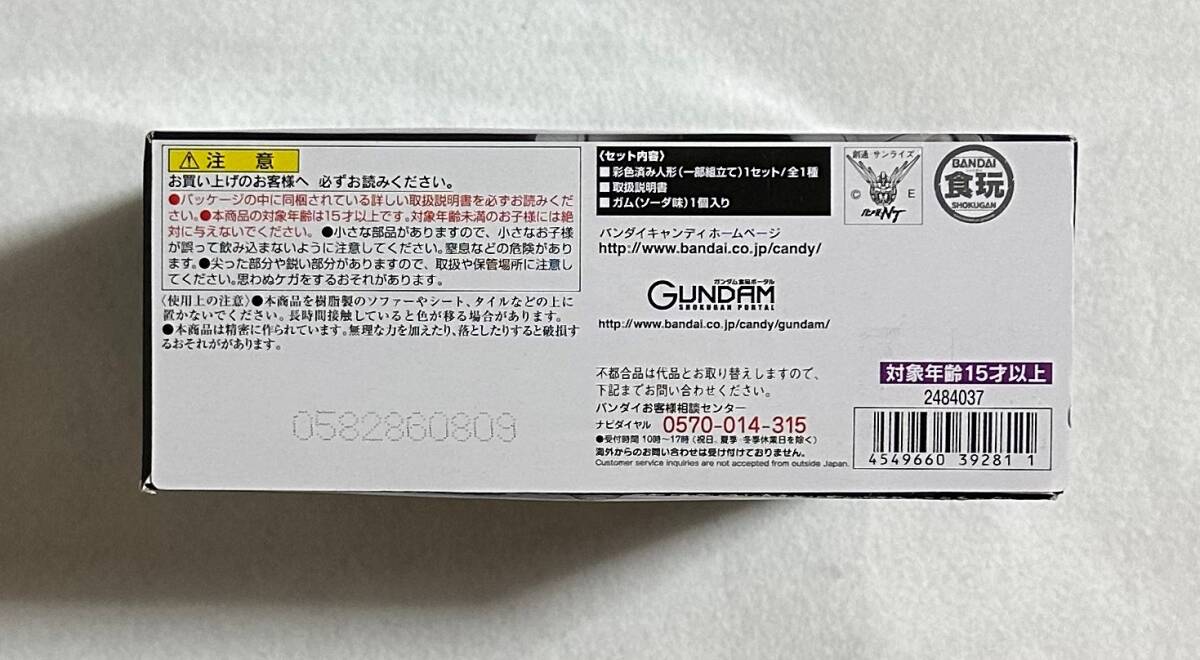 ⚠注 意
お買い上げのお客様へ 必ずお読みください。
●パッケージの中に同梱されている詳しい取扱説明書を必ずお読みくだ
さい。●本商品の対象年齢は15才以上です。対象年齢未満のお子様には絶
対に与えないでください。●小さな部品がありますので、小さなお子様
が誤って飲み込まないように注意してください。窒息などの危険があり
ます。●尖った部分や鋭い部分がありますので、取扱や保管場所に注意し
てください。思わぬケガをするおそれがあります。
〈使用上の注意〉●本商品を樹脂製のソファーやシート、タイルなどの上に
置かないでください。長時間接触していると色が移る場合があります。
●本商品は精密に作られています。無理な力を加えたり、落としたりすると破損す
るおそれがあります。
0582860809
〈セット内容〉
■彩色済み人形(一部組立て)1セット/全1種
■取扱説明書
■ガム(ソーダ味)1個入り
創通 サンライズ
© E
NT
BANDAI
食玩
SHOKUGAN
バンダイキャンディホームページ
http://www.bandai.co.jp/candy/
ガンダム食玩ポータル
GUNDAM
SHOKUGAN PORTAL
http://www.bandai.co.jp/candy/gundam/
不都合品は代品とお取り替えしますので、
下記までお問い合わせください。
バンダイお客様相談センター
ナビダイヤル 0570-014-315
●受付時間 10時~17時(祝日、夏季・冬季休業日を除く)
海外からのお問い合わせは受け付けておりません。
Customer service inquiries are not accepted from outside Japan.
対象年齢15才以上
2484037
4549660 39281 1